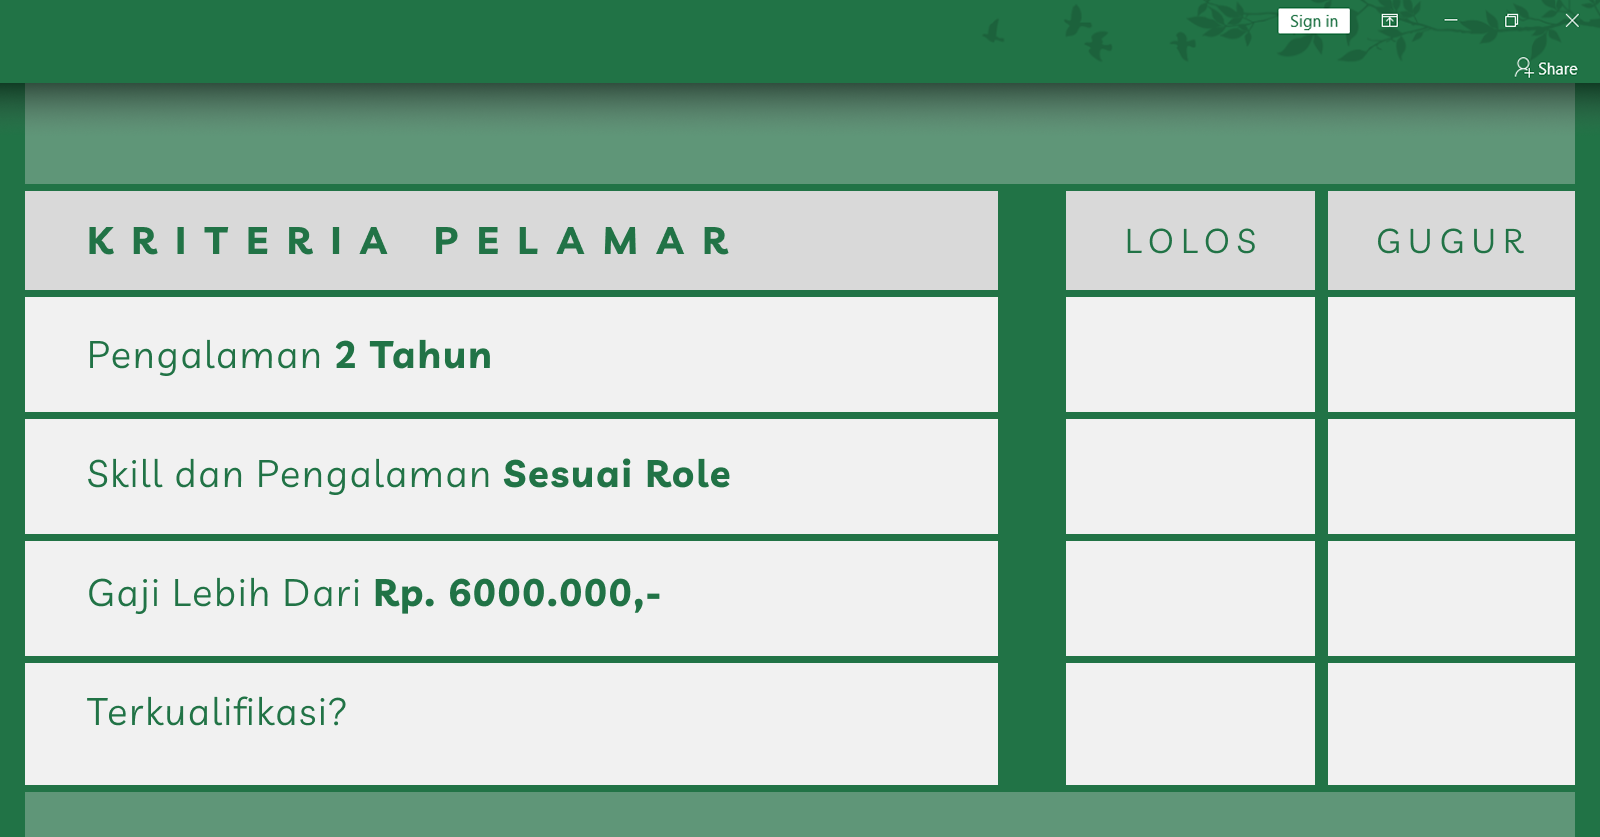 Sign in
Share
KRITERIA PELAMAR
LOLOS
GUGUR
Pengalaman 2 Tahun
Skill dan Pengalaman Sesuai Role
Gaji Lebih Dari Rp. 6000.000,-
Terkualifikasi?